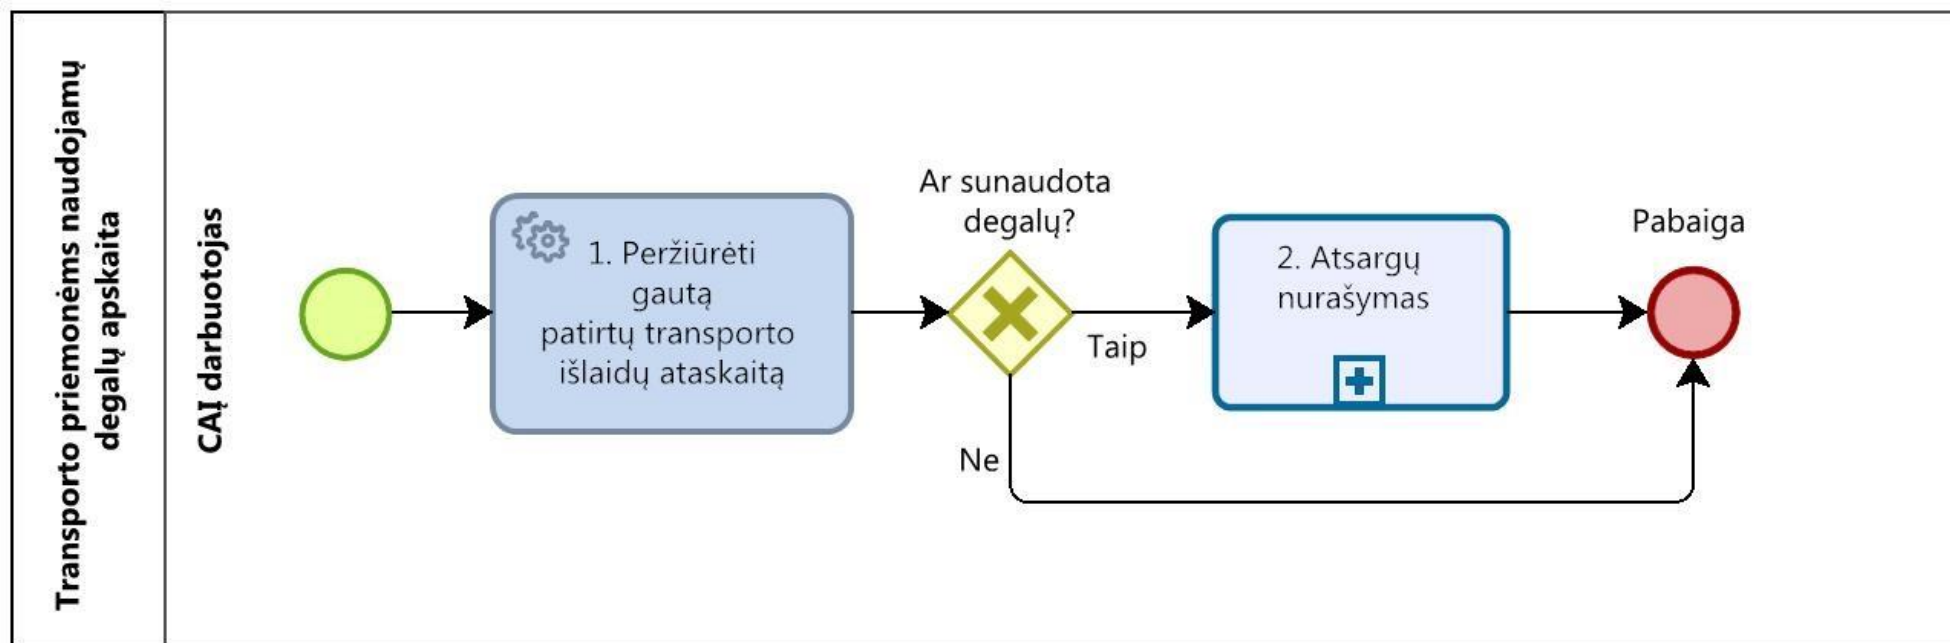 Transporto priemonėms naudojamų
degalų apskaita
CAĮ darbuotojas
1. Peržiūrėti
gautą
patirtų transporto
išlaidų ataskaitą
Ar sunaudota
degalų?
Taip
Ne
2. Atsargų
nurašymas
Pabaiga